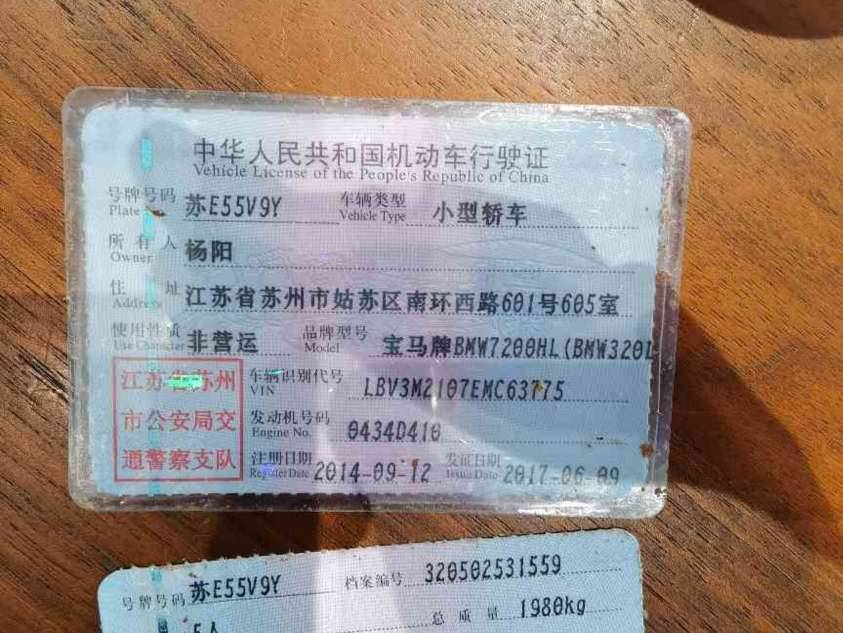 中华人民共和国机动车行驶证
Vehicle License of the People's Republic of China
号牌号码 苏E55V9Y 车辆类型 小型轿车
Plate Vehicle Type
所有人 杨阳
Owner
住址 江苏省苏州市姑苏区南环西路601号605室
Address
使用性质 非营运 品牌型号 宝马牌BMW7200HL(BMW320L
Use Character Model
江苏省苏州 车辆识别代号 LBV3M2107EMC63775
VIN
市公安局交 发动机号码 0434D410
Engine No.
通警察支队 注册日期 2014-09-12 发证日期 2017-06-09
Register Date Issue Date
号牌号码 苏E55V9Y 档案编号 320502531559
5人 总质量 1980kg